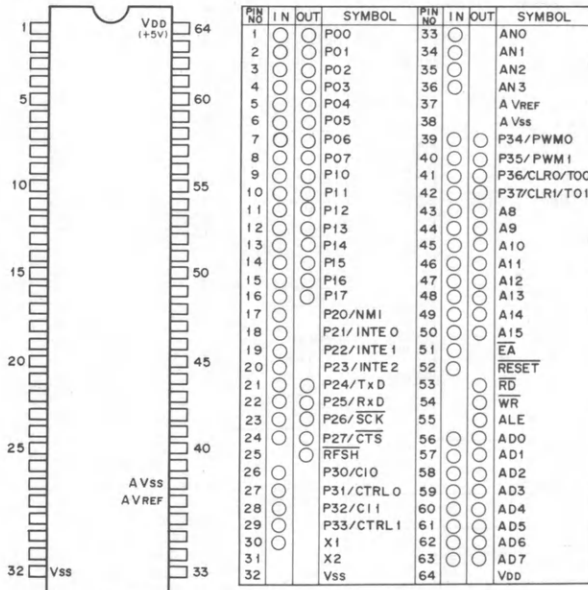 1 VDD 64
(+5V)
5 60
10 55
15 50
20 45
25 40
AVss
AVREF
32 Vss 33
PIN NO IN OUT SYMBOL PIN NO IN OUT SYMBOL
1 P00 33 AN0
2 P01 34 AN1
3 P02 35 AN2
4 P03 36 AN3
5 P04 37 AVREF
6 P05 38 AVss
7 P06 39 P34/PWM0
8 P07 40 P35/PWM1
9 P10 41 P36/CLR0/TO0
10 P11 42 P37/CLR1/TO1
11 P12 43 A8
12 P13 44 A9
13 P14 45 A10
14 P15 46 A11
15 P16 47 A12
16 P17 48 A13
17 P20/NMI 49 A14
18 P21/INTE0 50 A15
19 P22/INTE1 51 EA
20 P23/INTE2 52 RESET
21 P24/TxD 53 RD
22 P25/RxD 54 WR
23 P26/SCK 55 ALE
24 P27/CTS 56 AD0
25 RFSH 57 AD1
26 P30/CI0 58 AD2
27 P31/CTRL0 59 AD3
28 P32/CI1 60 AD4
29 P33/CTRL1 61 AD5
30 X1 62 AD6
31 X2 63 AD7
32 Vss 64 VDD